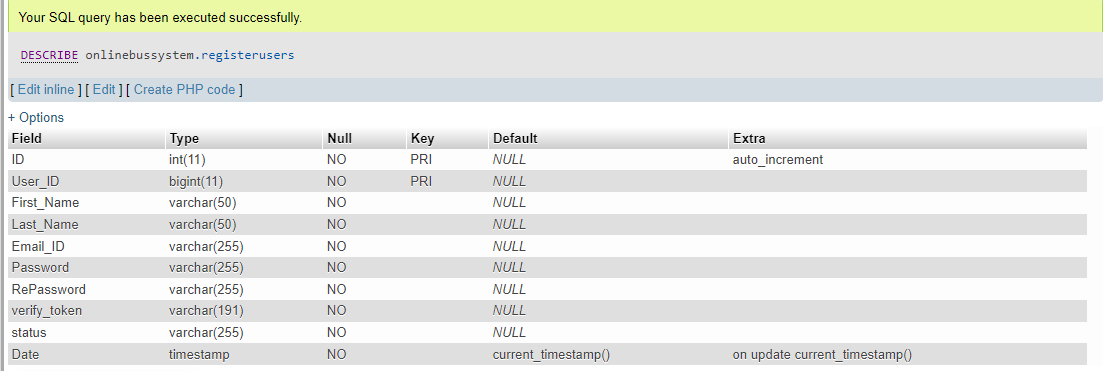 Your SQL query has been executed successfully.
DESCRIBE onlinebussystem.registerusers
[ Edit inline ] [ Edit ] [ Create PHP code ]
+ Options
Field Type Null Key Default Extra
ID int(11) NO PRI NULL auto_increment
User_ID bigint(11) NO PRI NULL
First_Name varchar(50) NO NULL
Last_Name varchar(50) NO NULL
Email_ID varchar(255) NO NULL
Password varchar(255) NO NULL
RePassword varchar(255) NO NULL
verify_token varchar(191) NO NULL
status varchar(255) NO NULL
Date timestamp NO current_timestamp() on update current_timestamp()